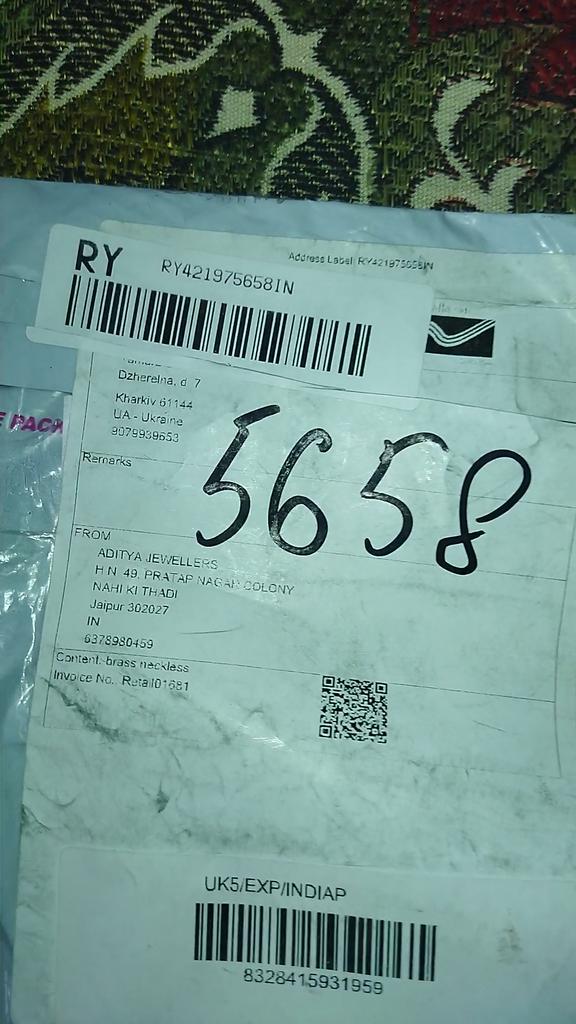 Address Label: RY421975658IN
RY RY421975658IN
Dzherelna, d. 7
Kharkiv 61144
UA - Ukraine
9079939653
5658
Remarks
E PACK
FROM
ADITYA JEWELLERS
H.N. 49, PRATAP NAGAR COLONY
NAHI KI THADI
Jaipur 302027
IN
6378980459
Content: brass neckless
Invoice No.: Retail01681
UK5/EXP/INDIAP
8328415931959